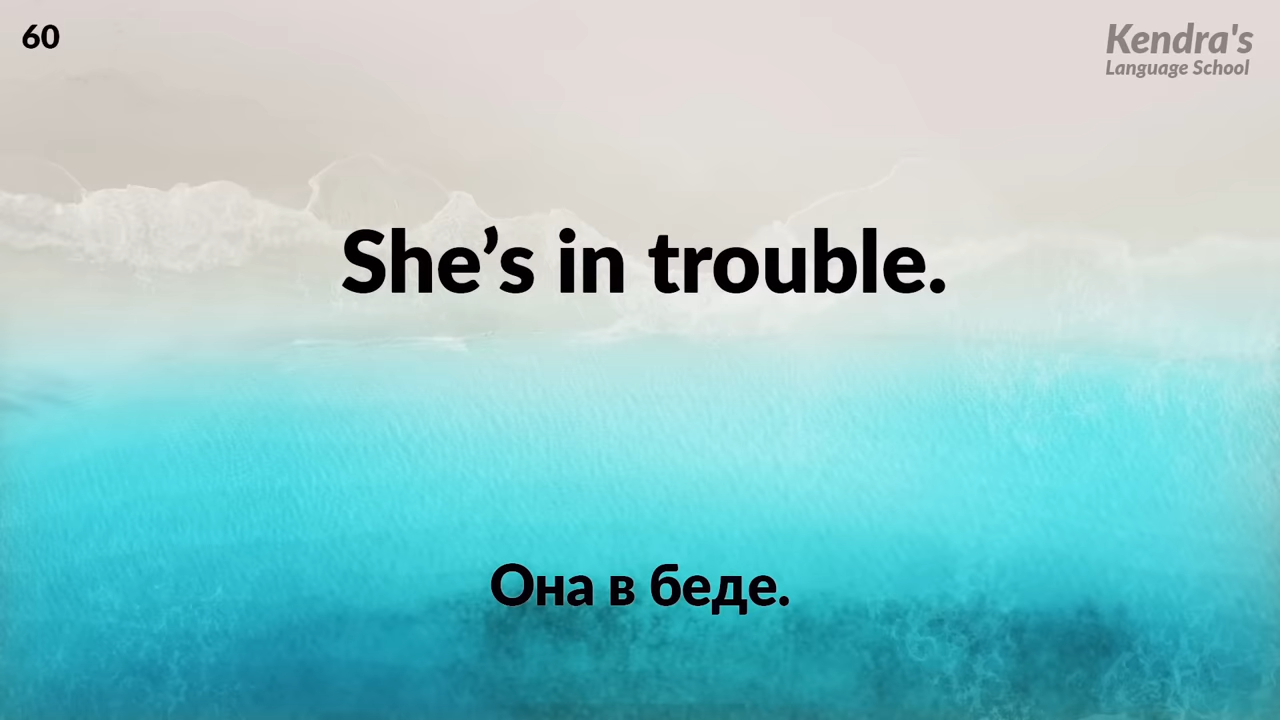 60
Kendra's
Language School
She’s in trouble.
Она в беде.